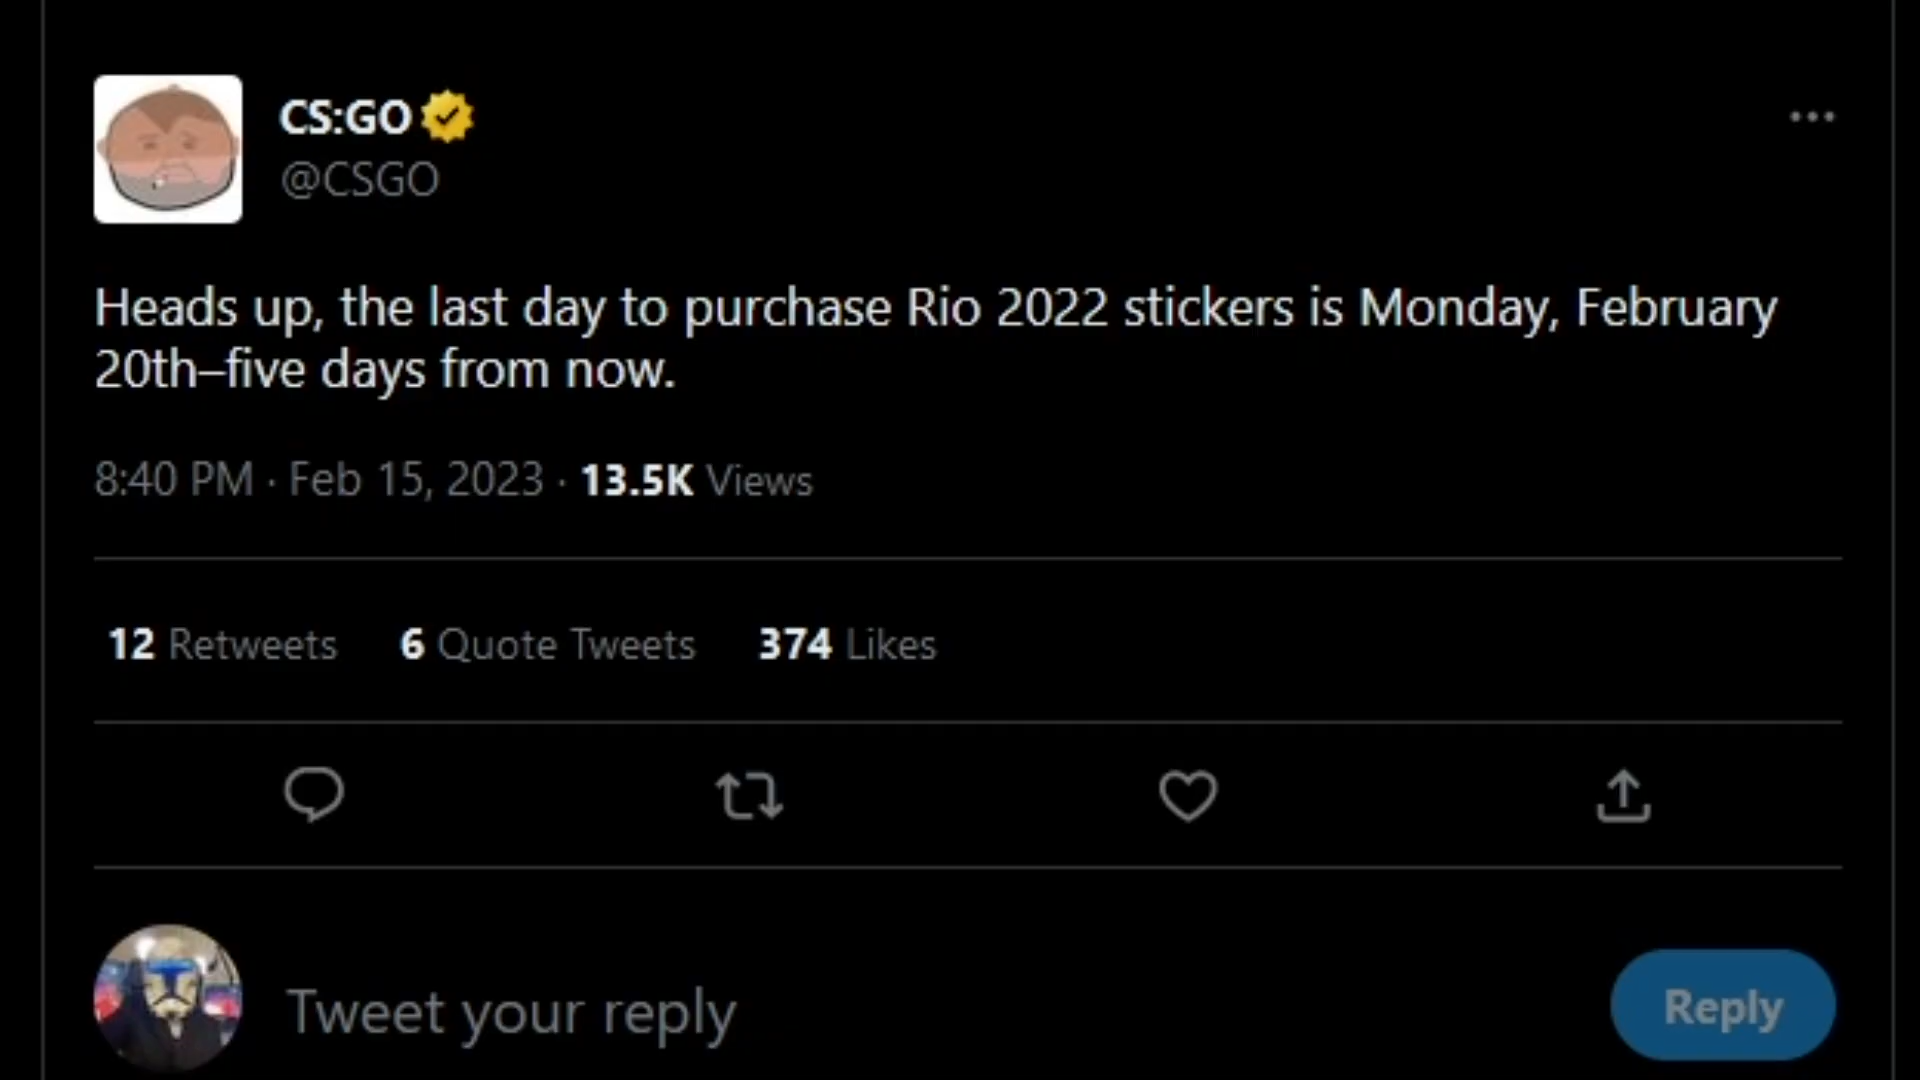 CS:GO
@CSGO
Heads up, the last day to purchase Rio 2022 stickers is Monday, February
20th–five days from now.
8:40 PM · Feb 15, 2023 · 13.5K Views
12 Retweets 6 Quote Tweets 374 Likes
Tweet your reply
Reply